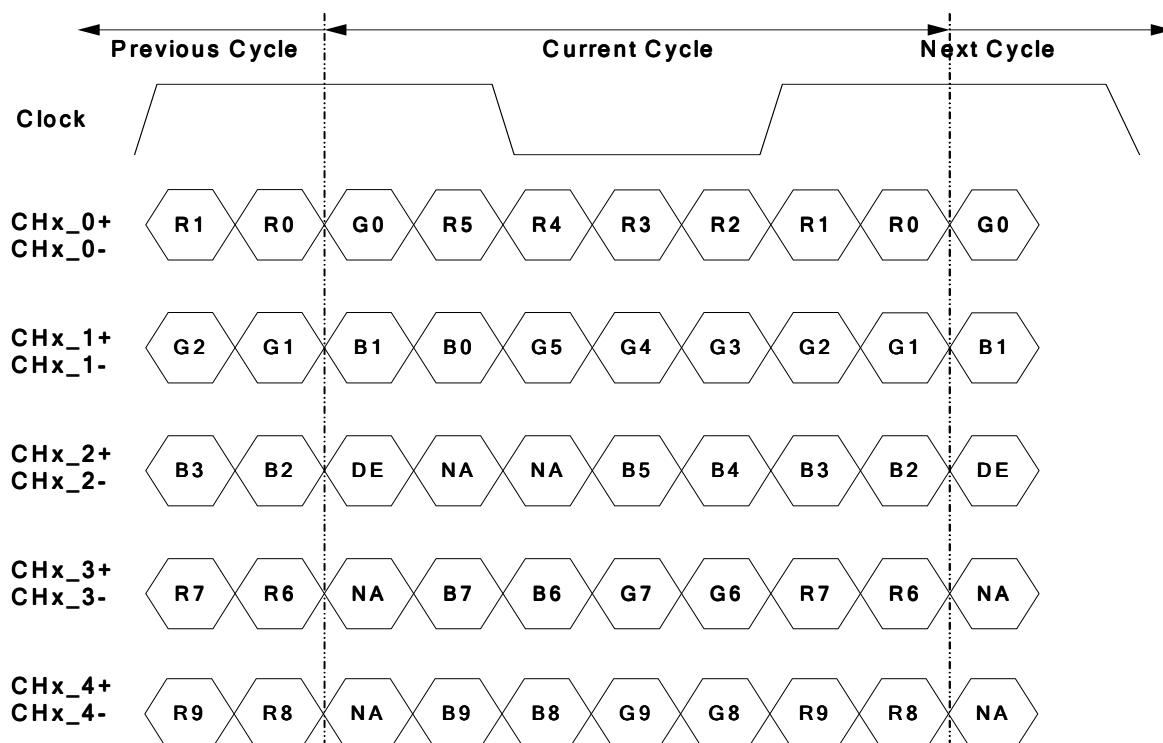 Previous Cycle Current Cycle Next Cycle
Clock
CHx_0+
CHx_0-
R1 R0 G0 R5 R4 R3 R2 R1 R0 G0
CHx_1+
CHx_1-
G2 G1 B1 B0 G5 G4 G3 G2 G1 B1
CHx_2+
CHx_2-
B3 B2 DE NA NA B5 B4 B3 B2 DE
CHx_3+
CHx_3-
R7 R6 NA B7 B6 G7 G6 R7 R6 NA
CHx_4+
CHx_4-
R9 R8 NA B9 B8 G9 G8 R9 R8 NA